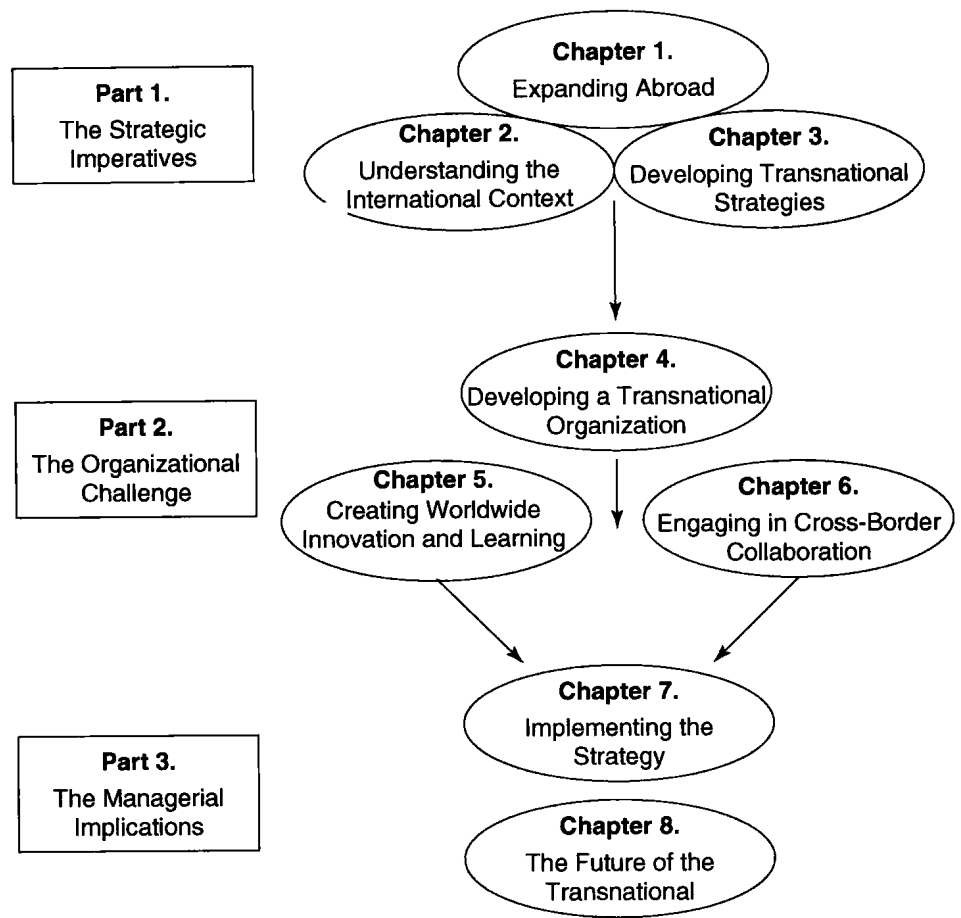 Part 1.
The Strategic
Imperatives
Chapter 1.
Expanding Abroad
Chapter 2.
Understanding the
International Context
Chapter 3.
Developing Transnational
Strategies
Part 2.
The Organizational
Challenge
Chapter 4.
Developing a Transnational
Organization
Chapter 5.
Creating Worldwide
Innovation and Learning
Chapter 6.
Engaging in Cross-Border
Collaboration
Part 3.
The Managerial
Implications
Chapter 7.
Implementing the
Strategy
Chapter 8.
The Future of the
Transnational